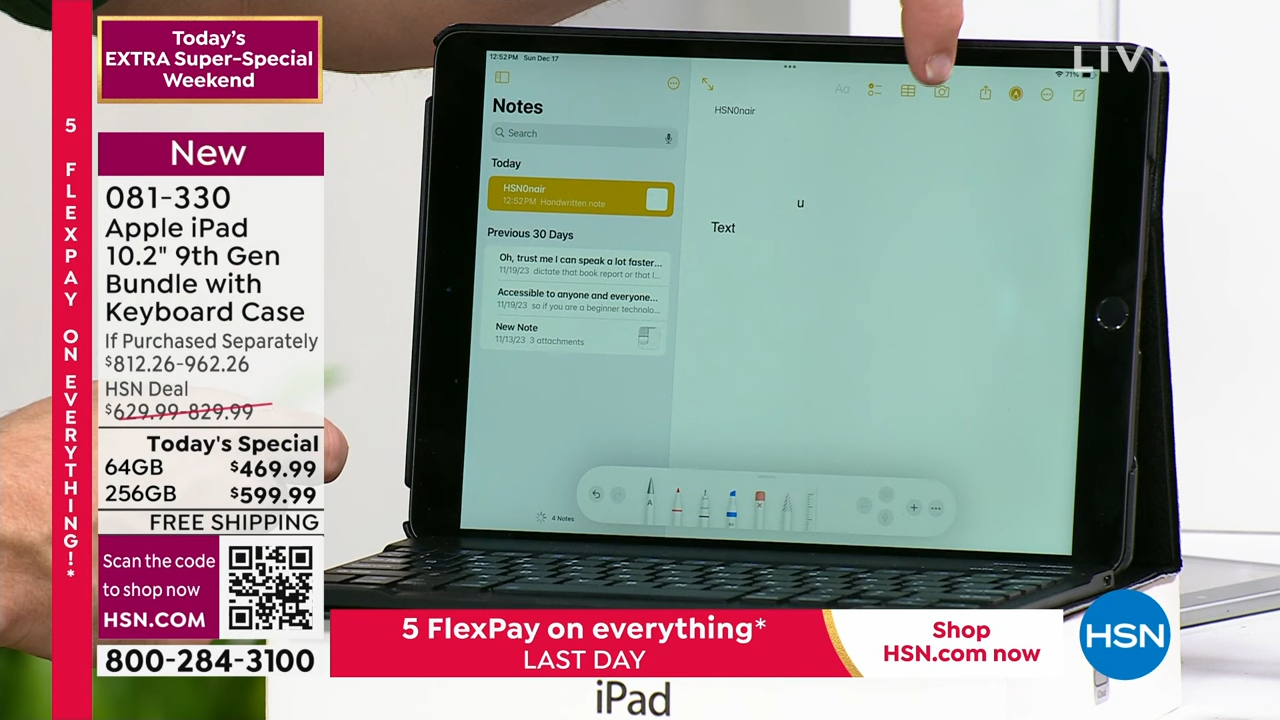 Today's
EXTRA Super-Special
Weekend
5 FLEXPAY ON EVERYTHING!*
New
081-330
Apple iPad
10.2" 9th Gen
Bundle with
Keyboard Case
If Purchased Separately
$812.26-962.26
HSN Deal
$629.99-829.99
Today's Special
64GB $469.99
256GB $599.99
FREE SHIPPING
Scan the code
to shop now
HSN.COM
800-284-3100
12:52 PM Sun Dec 17
71%
LIVE
Notes
Search
Today
HSN0nair
12:52 PM Handwritten note
Previous 30 Days
Oh, trust me I can speak a lot faster...
11/19/23 dictate that book report or that I...
Accessible to anyone and everyone...
11/19/23 so if you are a beginner technolo...
New Note
11/13/23 3 attachments
4 Notes
Aa
HSN0nair
u
Text
A
5 FlexPay on everything*
LAST DAY
Shop
HSN.com now
HSN
iPad